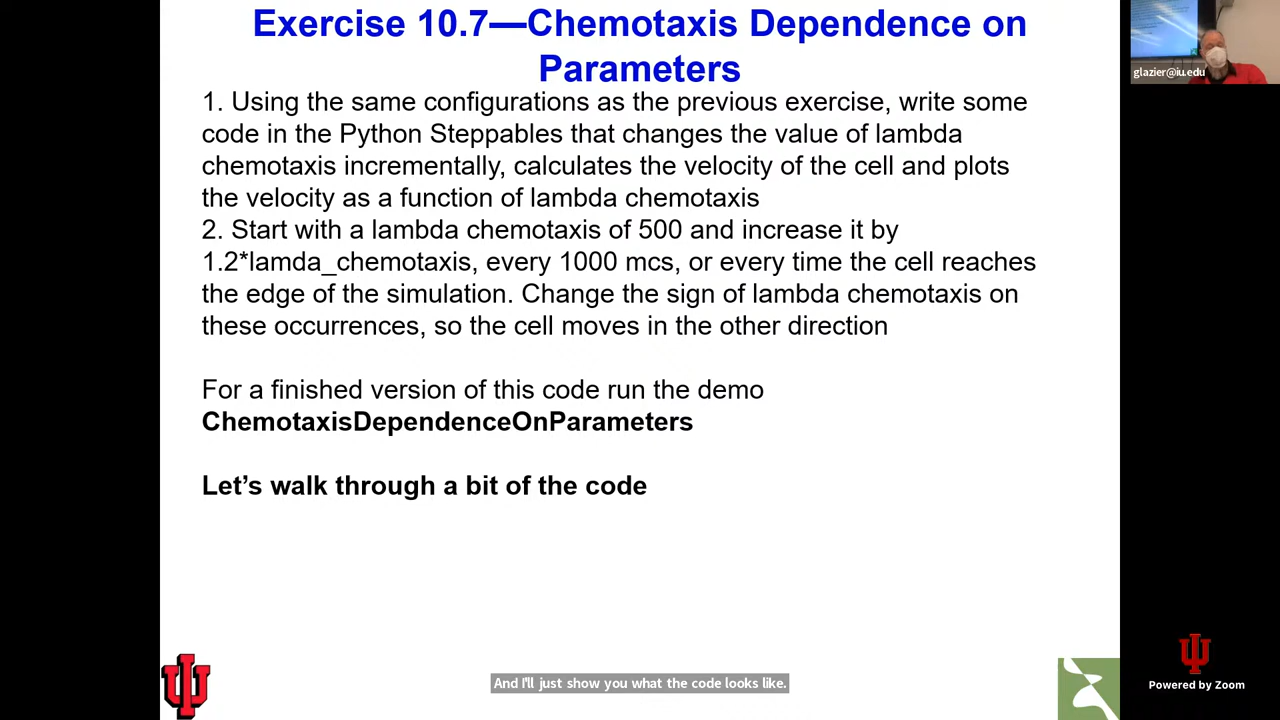 Exercise 10.7—Chemotaxis Dependence on
Parameters
1. Using the same configurations as the previous exercise, write some
code in the Python Steppables that changes the value of lambda
chemotaxis incrementally, calculates the velocity of the cell and plots
the velocity as a function of lambda chemotaxis
2. Start with a lambda chemotaxis of 500 and increase it by
1.2*lamda_chemotaxis, every 1000 mcs, or every time the cell reaches
the edge of the simulation. Change the sign of lambda chemotaxis on
these occurrences, so the cell moves in the other direction
For a finished version of this code run the demo
ChemotaxisDependenceOnParameters
Let's walk through a bit of the code
And I'll just show you what the code looks like.
glazier@iu.edu
Powered by Zoom